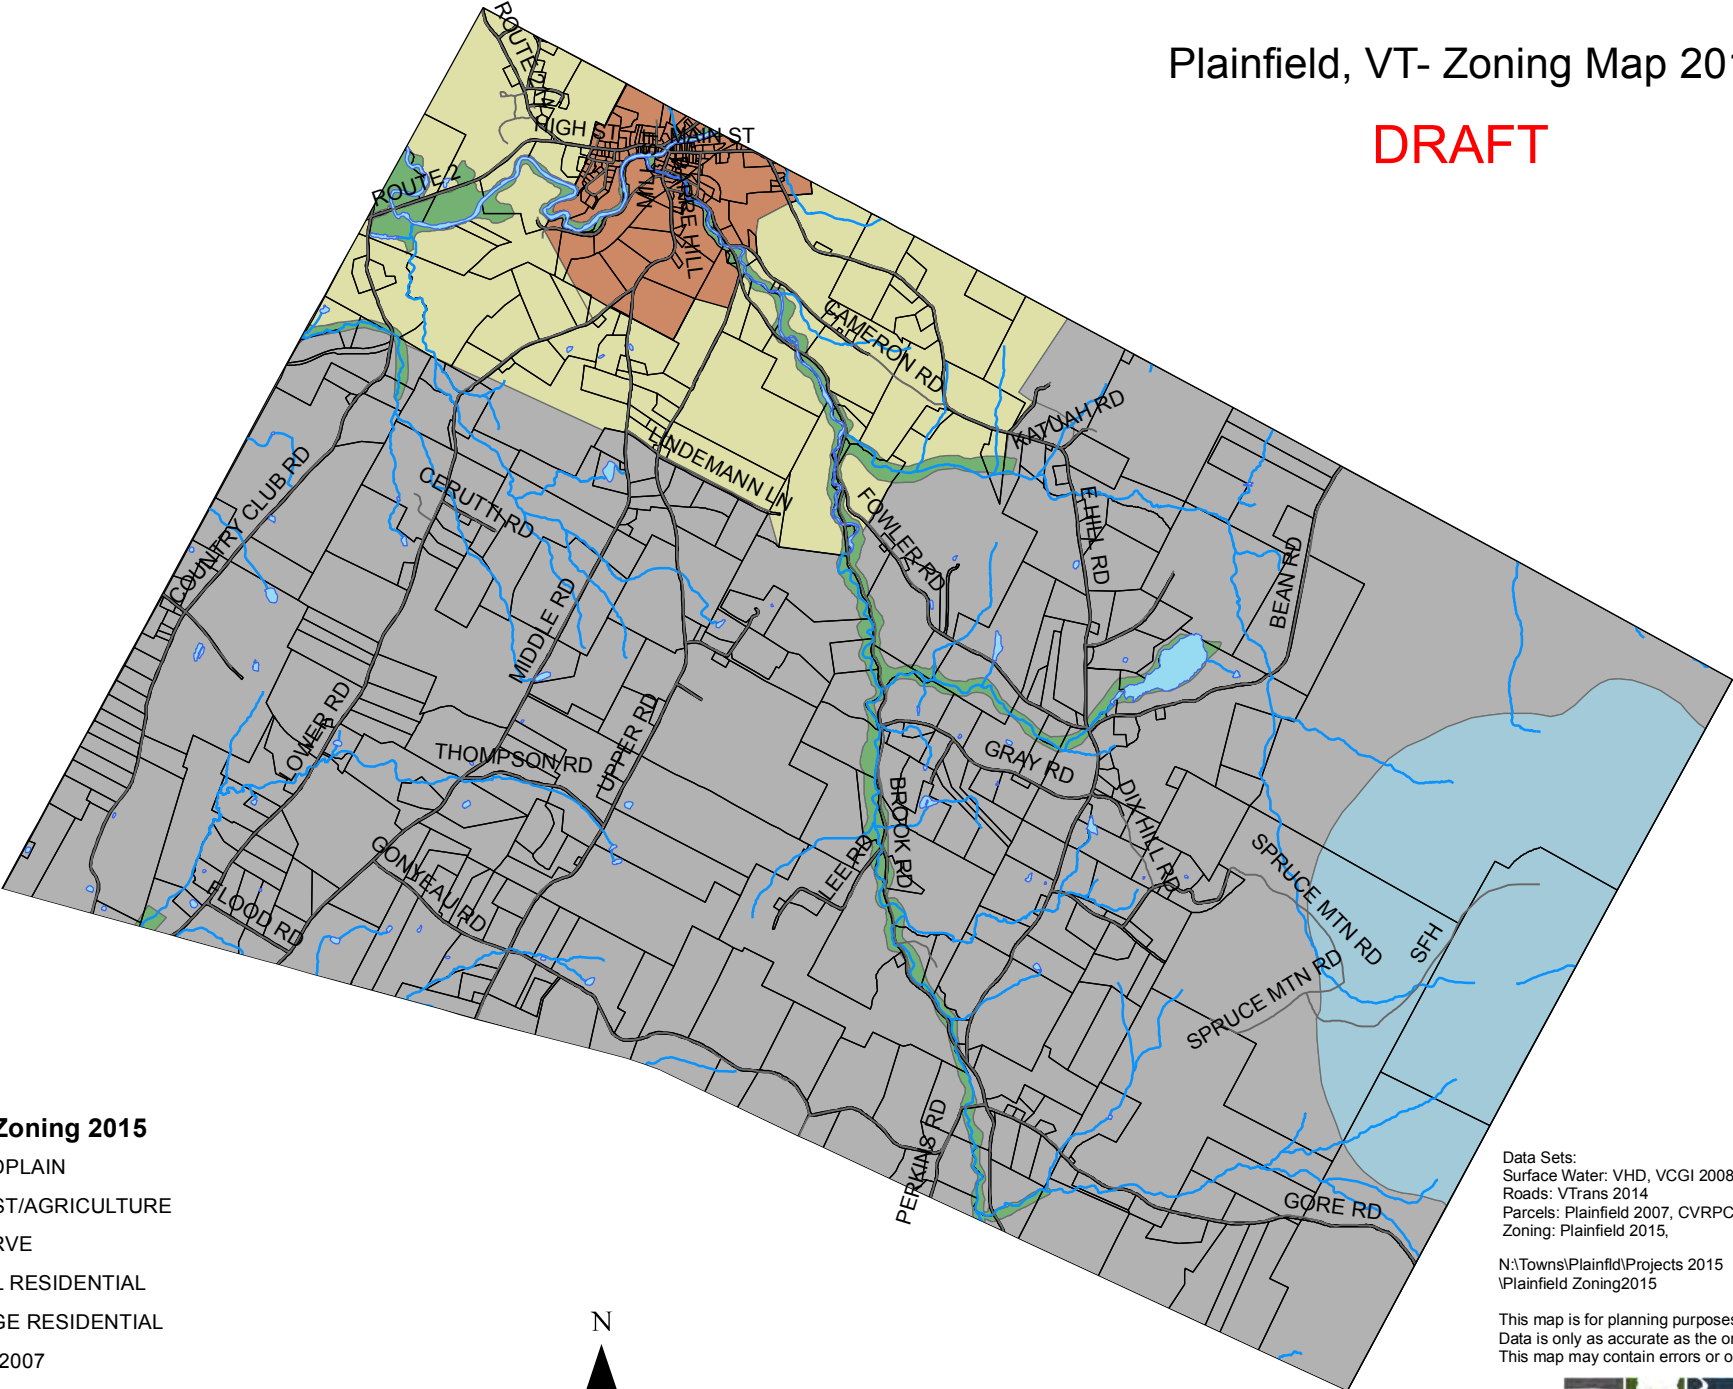 Plainfield, VT- Zoning Map 201
DRAFT
ROUTE 2
HIGH ST
MAIN ST
ROUTE 2
CAMERON RD
KATUAH RD
LINDEMANN LN
COUNTRY CLUB RD
CERUTTI RD
FOWLER RD
E HILL RD
BEAN RD
MIDDLE RD
LOWER RD
UPPER RD
THOMPSON RD
GRAY RD
BROOK RD
DIX HILL RD
LEE RD
GONYEAU RD
FLOOD RD
SPRUCE MTN RD
SFH
SPRUCE MTN RD
PERKINS RD
GORE RD
Zoning 2015
OPLAIN
ST/AGRICULTURE
RVE
L RESIDENTIAL
GE RESIDENTIAL
2007
N
Data Sets:
Surface Water: VHD, VCGI 2008
Roads: VTrans 2014
Parcels: Plainfield 2007, CVRPC
Zoning: Plainfield 2015,
N:\Towns\Plainfld\Projects 2015
\Plainfield Zoning2015
This map is for planning purposes
Data is only as accurate as the or
This map may contain errors or o